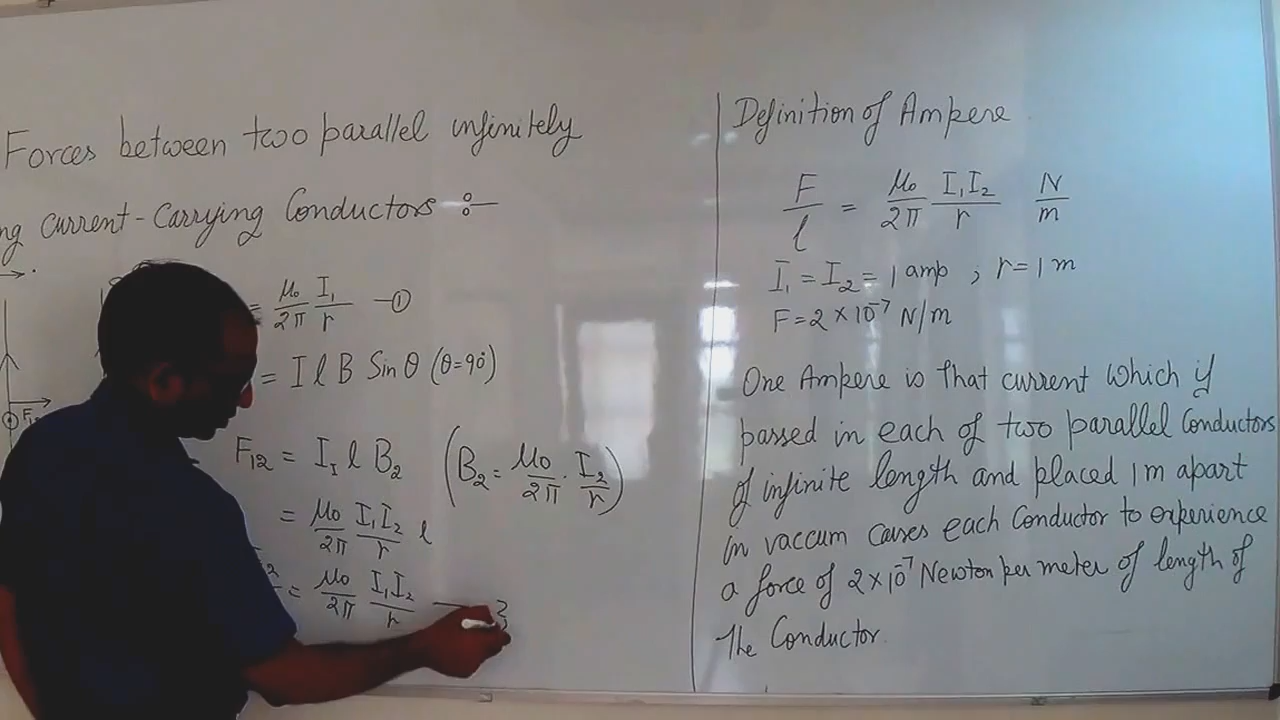 Forces between two parallel infinitely
ng current-Carrying Conductors :-
= μ₀/2π I₁/r —①
= I l B Sin θ (θ=90°)
F₁₂ = I₁ l B₂ (B₂ = μ₀/2π · I₂/r)
= μ₀/2π I₁I₂/r l
= μ₀/2π I₁I₂/r — 3
Definition of Ampere
F/l = μ₀/2π I₁I₂/r N/m
I₁ = I₂ = 1 amp , r = 1 m
F = 2 × 10⁻⁷ N/m
One Ampere is that current which if
passed in each of two parallel Conductors
of infinite length and placed 1 m apart
in vaccum causes each Conductor to experience
a force of 2×10⁻⁷ Newton per meter of length of
the Conductor.